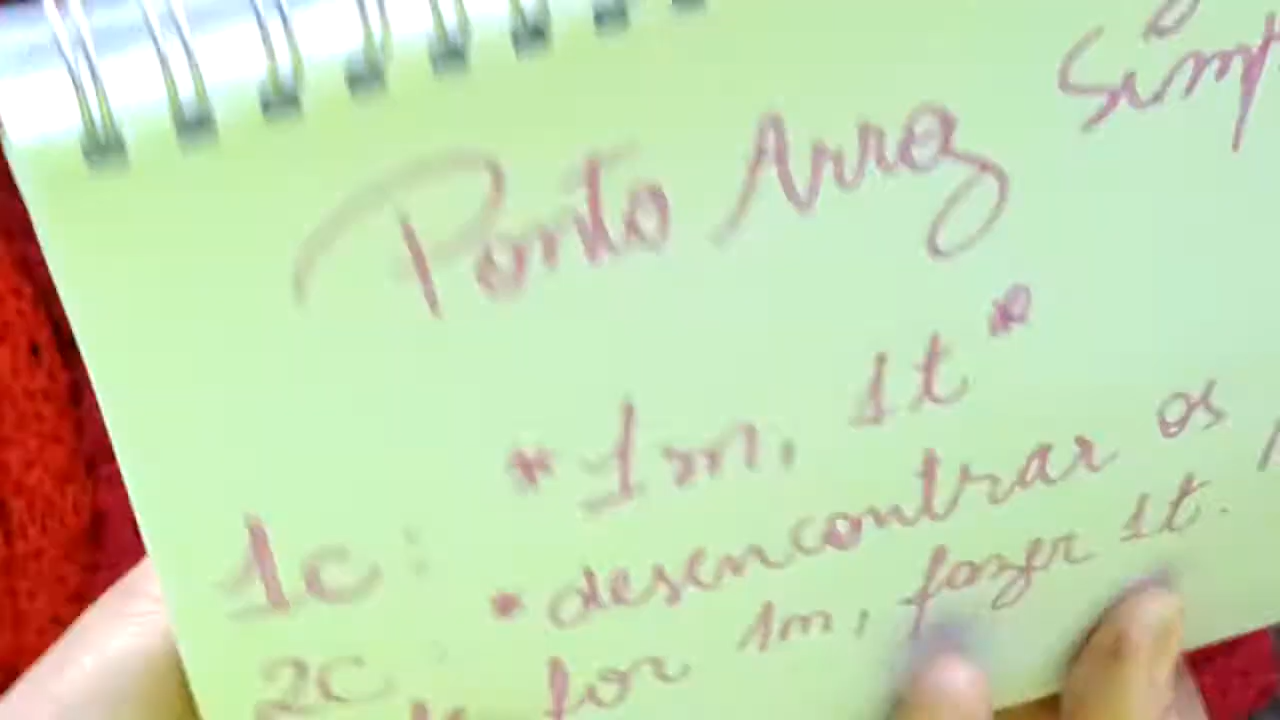 Ponto Arroz Simp
1c: *1m, 1t*
2c *desencontrar os
for 1m, fazer 1t.